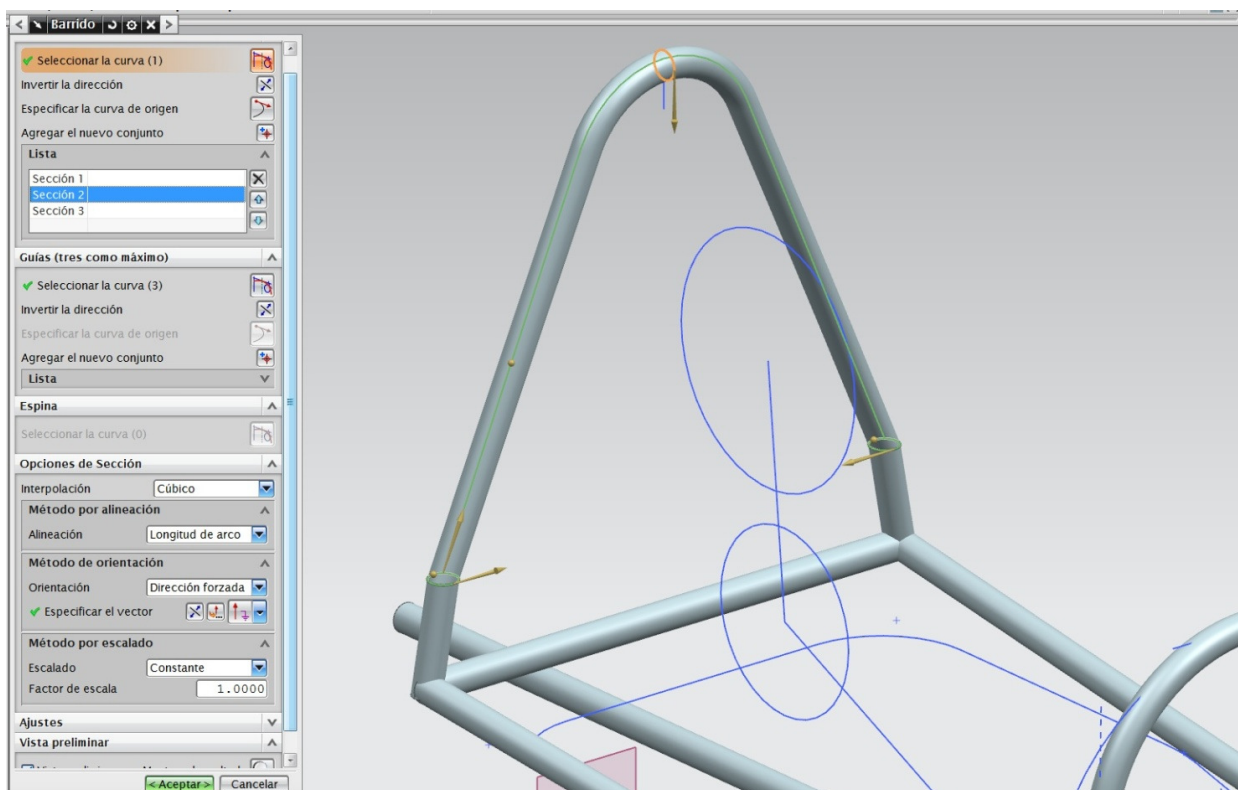 Barrido
Seleccionar la curva (1)
Invertir la dirección
Especificar la curva de origen
Agregar el nuevo conjunto
Lista
Sección 1
Sección 2
Sección 3
Guías (tres como máximo)
Seleccionar la curva (3)
Invertir la dirección
Especificar la curva de origen
Agregar el nuevo conjunto
Lista
Espina
Seleccionar la curva (0)
Opciones de Sección
Interpolación Cúbico
Método por alineación
Alineación Longitud de arco
Método de orientación
Orientación Dirección forzada
Especificar el vector
Método por escalado
Escalado Constante
Factor de escala 1.0000
Ajustes
Vista preliminar
< Aceptar > Cancelar